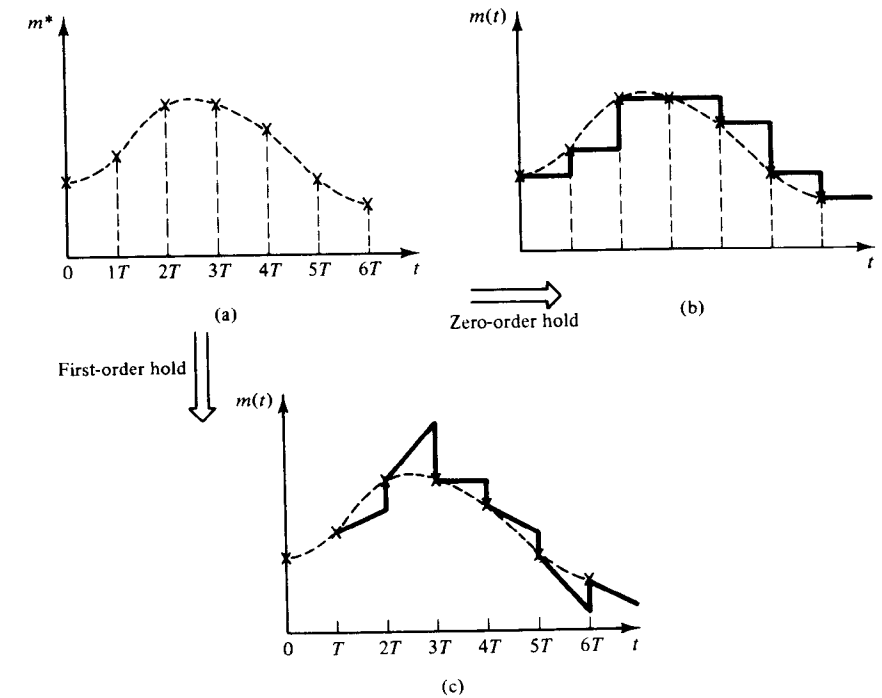 m*
0 1T 2T 3T 4T 5T 6T t
(a)
m(t)
t
(b)
Zero-order hold
First-order hold
m(t)
0 T 2T 3T 4T 5T 6T t
(c)